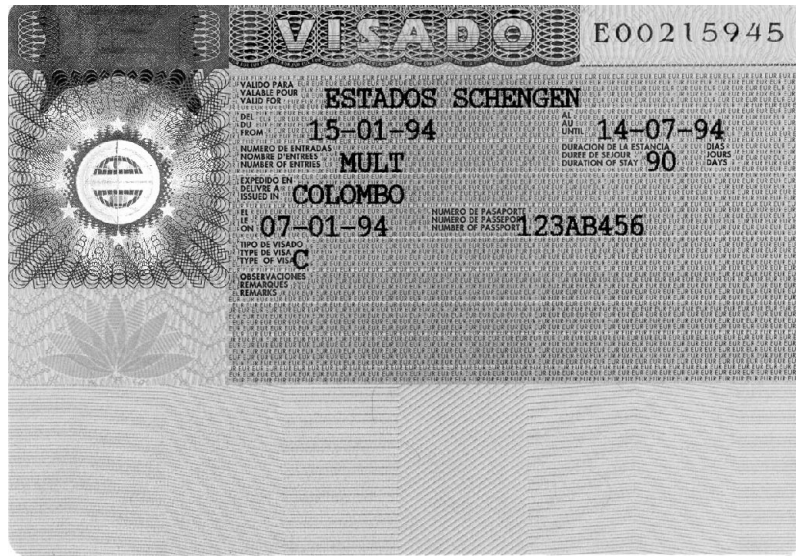 VISADO E00215945
VALIDO PARA
VALABLE POUR
VALID FOR
ESTADOS SCHENGEN
DEL
DU
FROM
15-01-94
AL
AU
UNTIL
14-07-94
NUMERO DE ENTRADAS
NOMBRE D'ENTREES
NUMBER OF ENTRIES
MULT
DURACION DE LA ESTANCIA
DUREE DE SEJOUR
DURATION OF STAY
90
DIAS
JOURS
DAYS
EXPEDIDO EN
DELIVRE A
ISSUED IN
COLOMBO
EL
LE
ON
07-01-94
NUMERO DE PASAPORTE
NUMERO DE PASSEPORT
NUMBER OF PASSPORT
123AB456
TIPO DE VISADO
TYPE DE VISA
TYPE OF VISA
C
OBSERVACIONES
REMARQUES
REMARKS